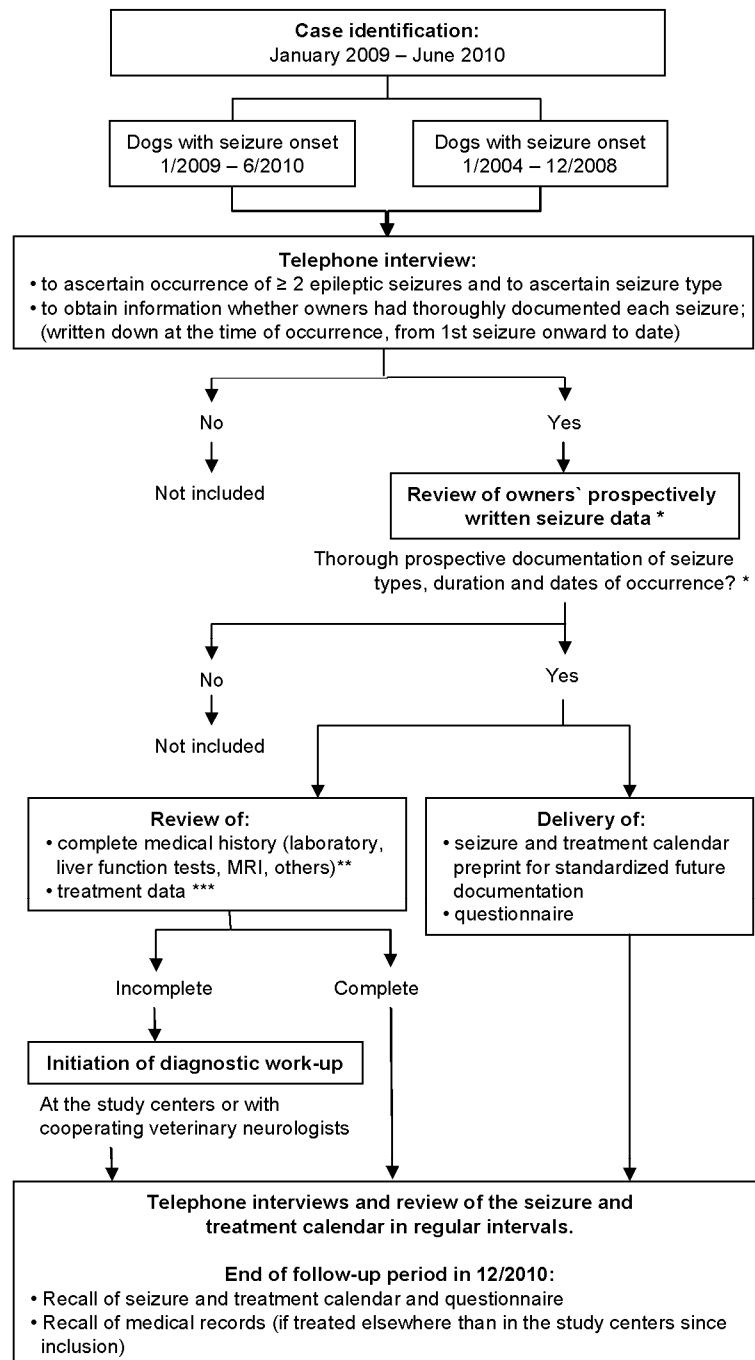 Case identification:
January 2009 – June 2010
Dogs with seizure onset
1/2009 – 6/2010
Dogs with seizure onset
1/2004 – 12/2008
Telephone interview:
• to ascertain occurrence of ≥ 2 epileptic seizures and to ascertain seizure type
• to obtain information whether owners had thoroughly documented each seizure;
(written down at the time of occurrence, from 1st seizure onward to date)
No
Yes
Not included
Review of owners` prospectively
written seizure data *
Thorough prospective documentation of seizure
types, duration and dates of occurrence? *
No
Yes
Not included
Review of:
• complete medical history (laboratory,
liver function tests, MRI, others)**
• treatment data ***
Delivery of:
• seizure and treatment calendar
preprint for standardized future
documentation
• questionnaire
Incomplete
Complete
Initiation of diagnostic work-up
At the study centers or with
cooperating veterinary neurologists
Telephone interviews and review of the seizure and
treatment calendar in regular intervals.
End of follow-up period in 12/2010:
• Recall of seizure and treatment calendar and questionnaire
• Recall of medical records (if treated elsewhere than in the study centers since
inclusion)